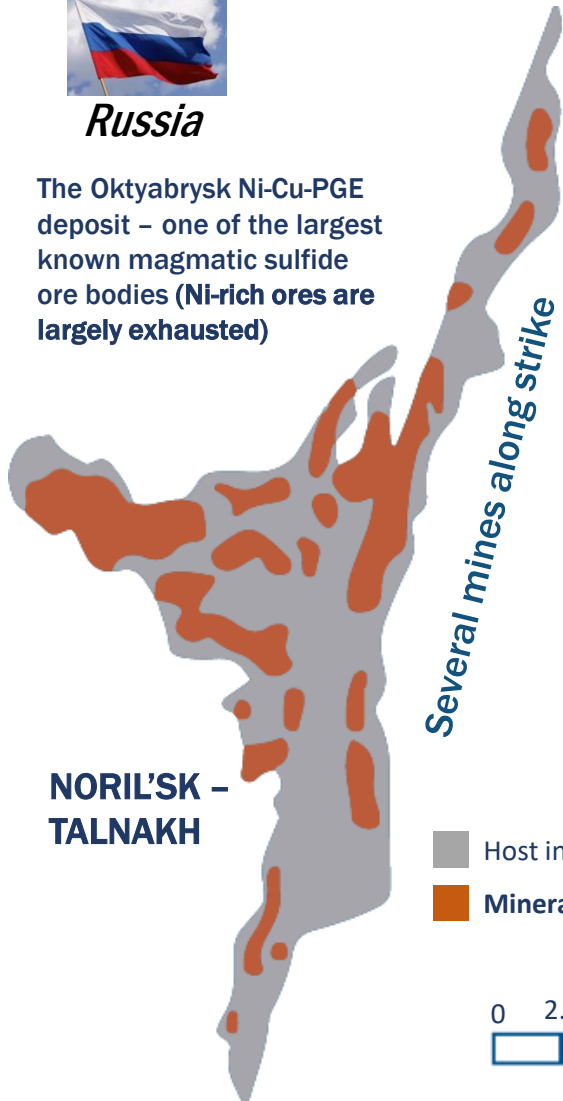 Russia
The Oktyabrysk Ni-Cu-PGE
deposit – one of the largest
known magmatic sulfide
ore bodies (Ni-rich ores are
largely exhausted)
Several mines along strike
NORIL'SK –
TALNAKH
Host in
Minera
0 2.